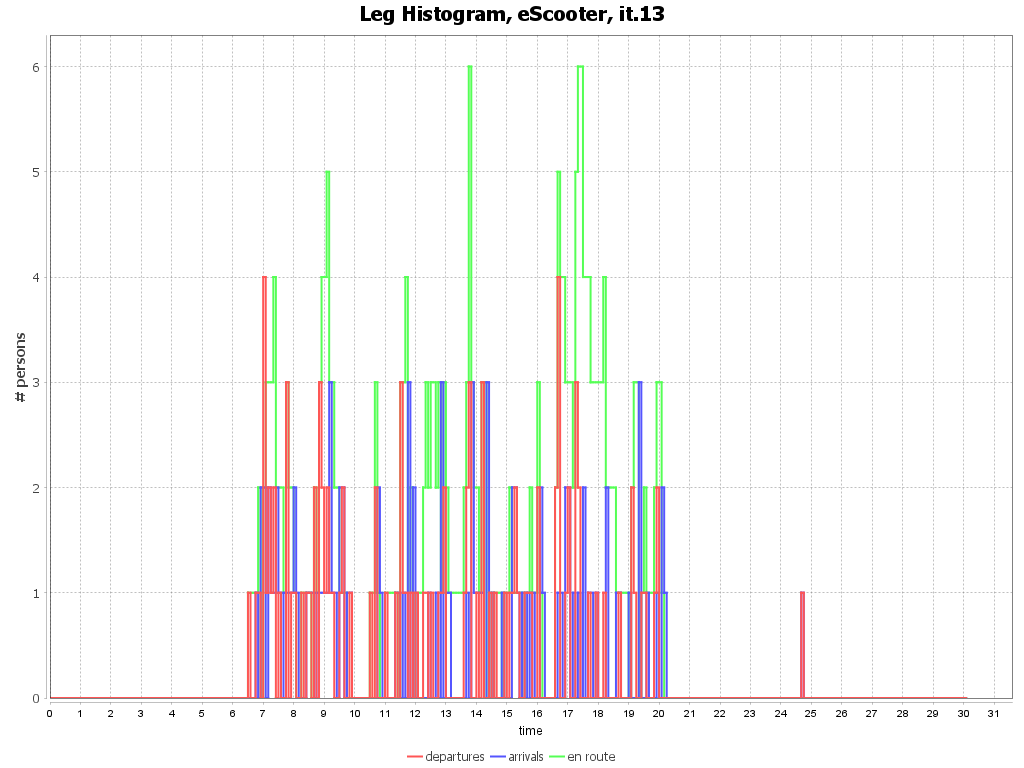 Leg Histogram, eScooter, it.13
# persons
6
5
4
3
2
1
0
0 1 2 3 4 5 6 7 8 9 10 11 12 13 14 15 16 17 18 19 20 21 22 23 24 25 26 27 28 29 30 31
time
departures arrivals en route